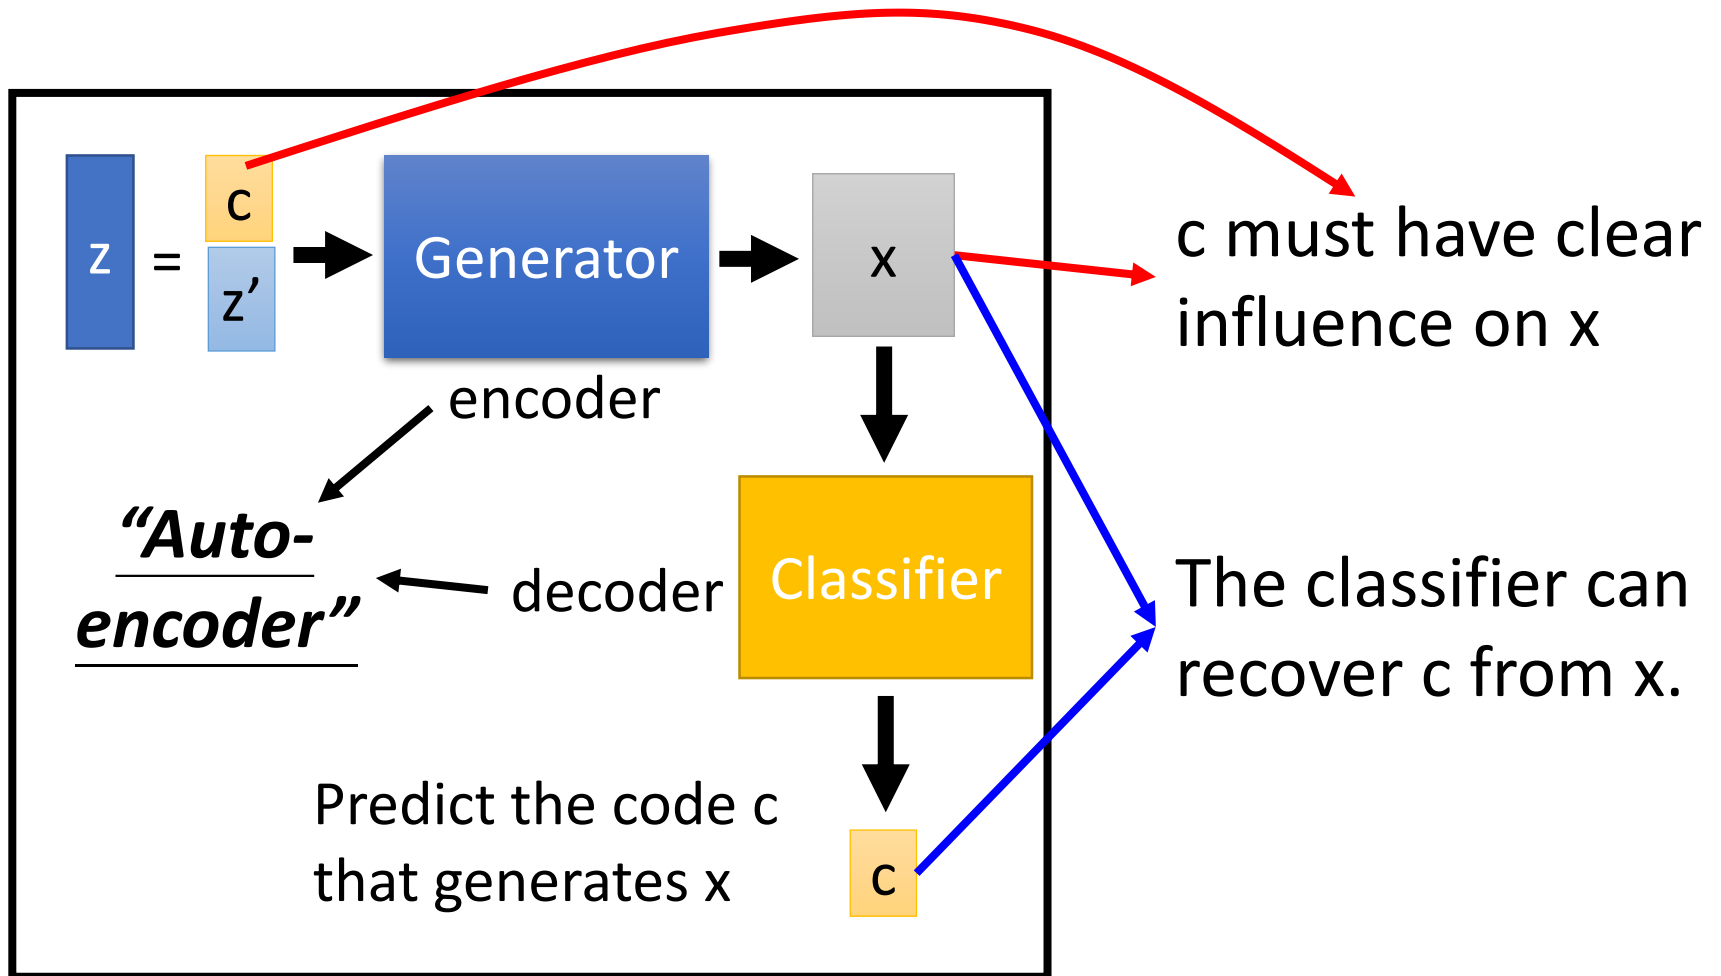 z
=
c
z’
Generator
x
c must have clear
influence on x
encoder
“Auto-
encoder”
decoder
Classifier
The classifier can
recover c from x.
Predict the code c
that generates x
c